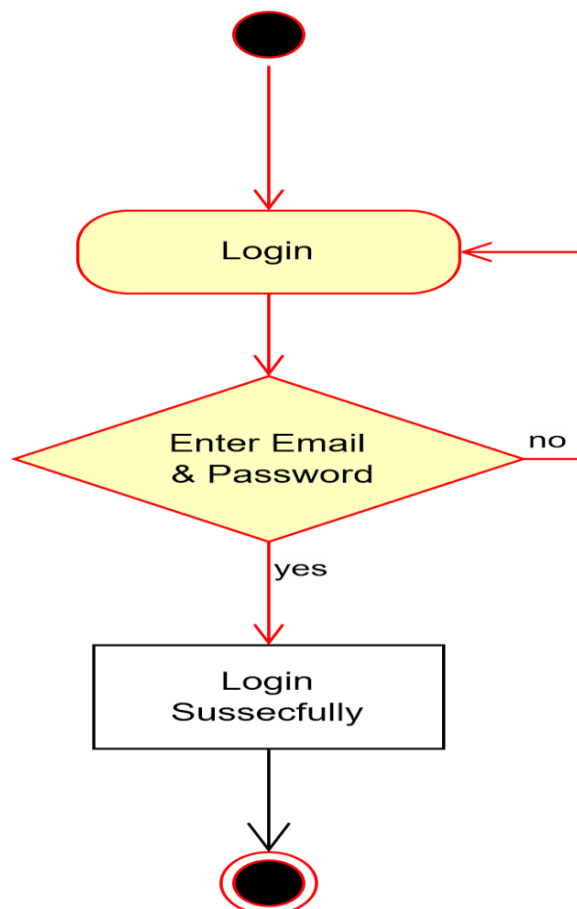 Login
Enter Email
& Password
no
yes
Login
Sussecfully